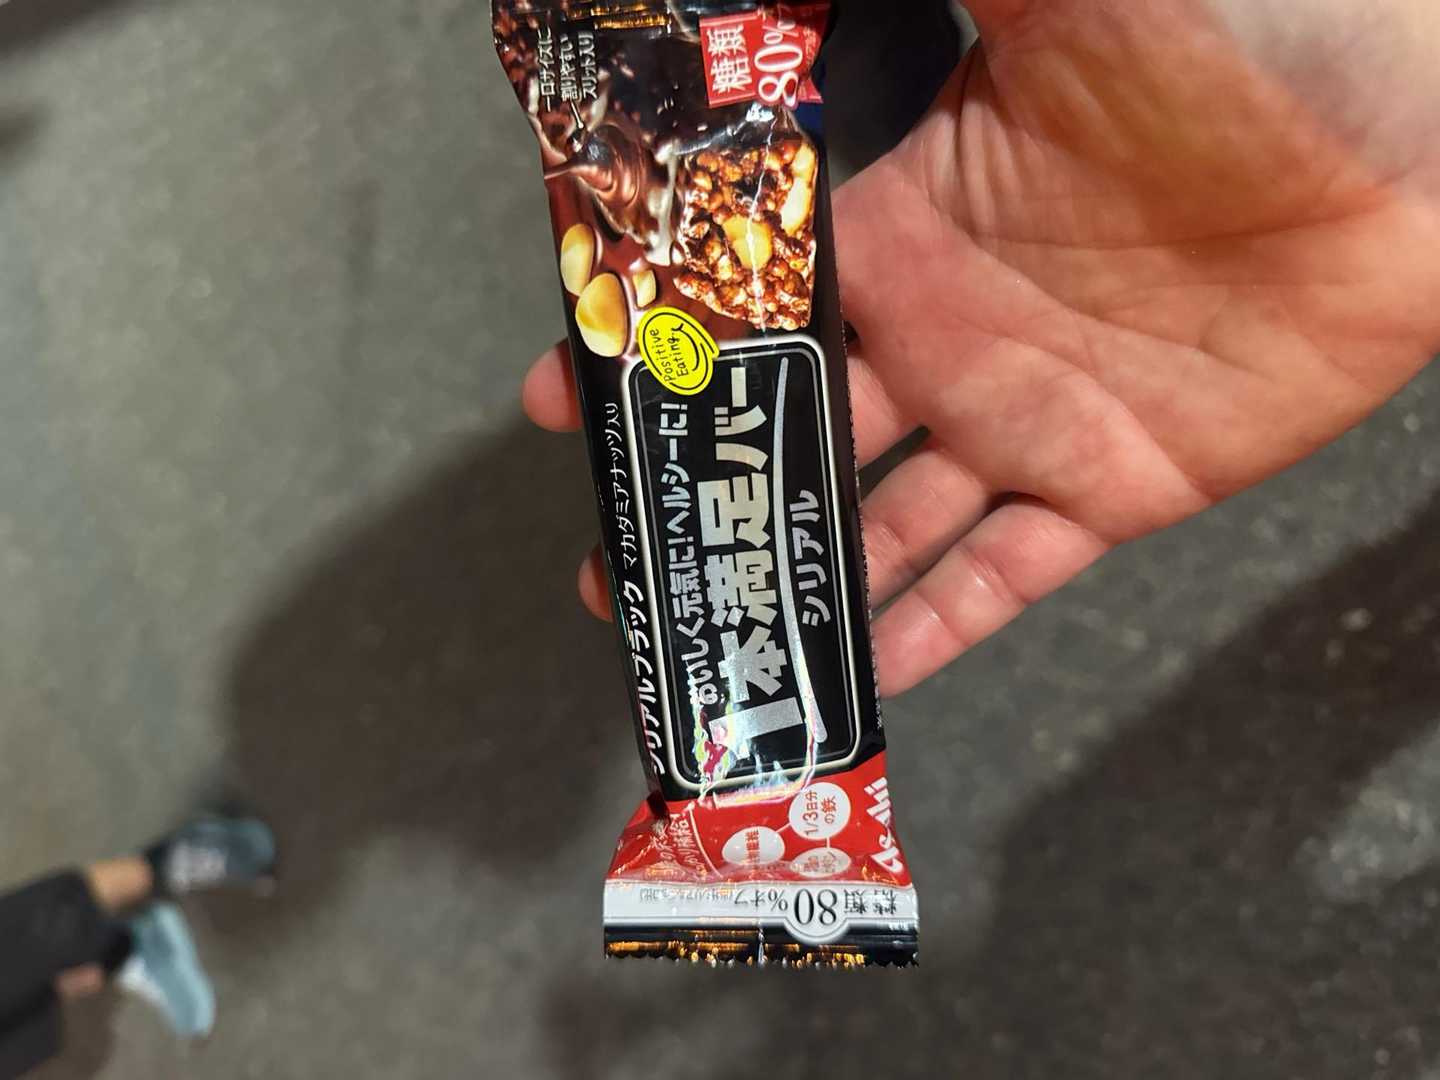 一口サイズに
割りやすい
スリット入り
糖類
80%
Positive
Eating
シリアルブラック マカダミアナッツ入り
おいしく元気に!ヘルシーに!
1本満足バー
シリアル
1/3日分
の鉄
Asahi
糖類80%オフ